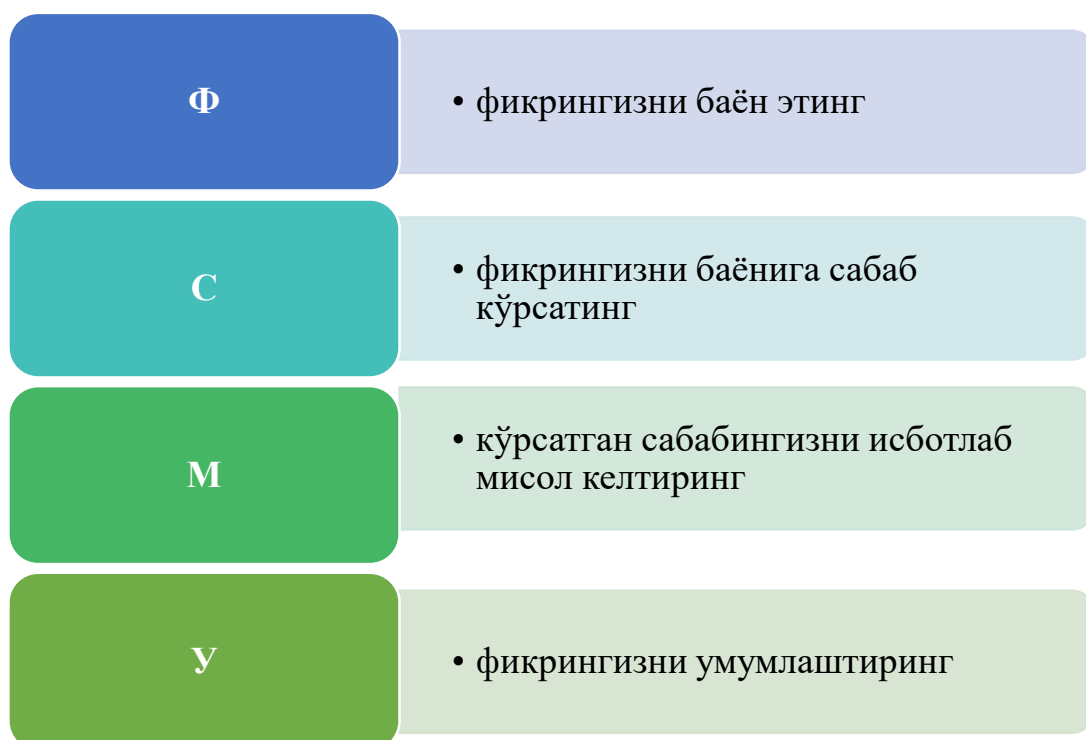 Ф
• фикрингизни баён этинг
С
• фикрингизни баёнига сабаб
кўрсатинг
М
• кўрсатган сабабингизни исботлаб
мисол келтиринг
У
• фикрингизни умумлаштиринг